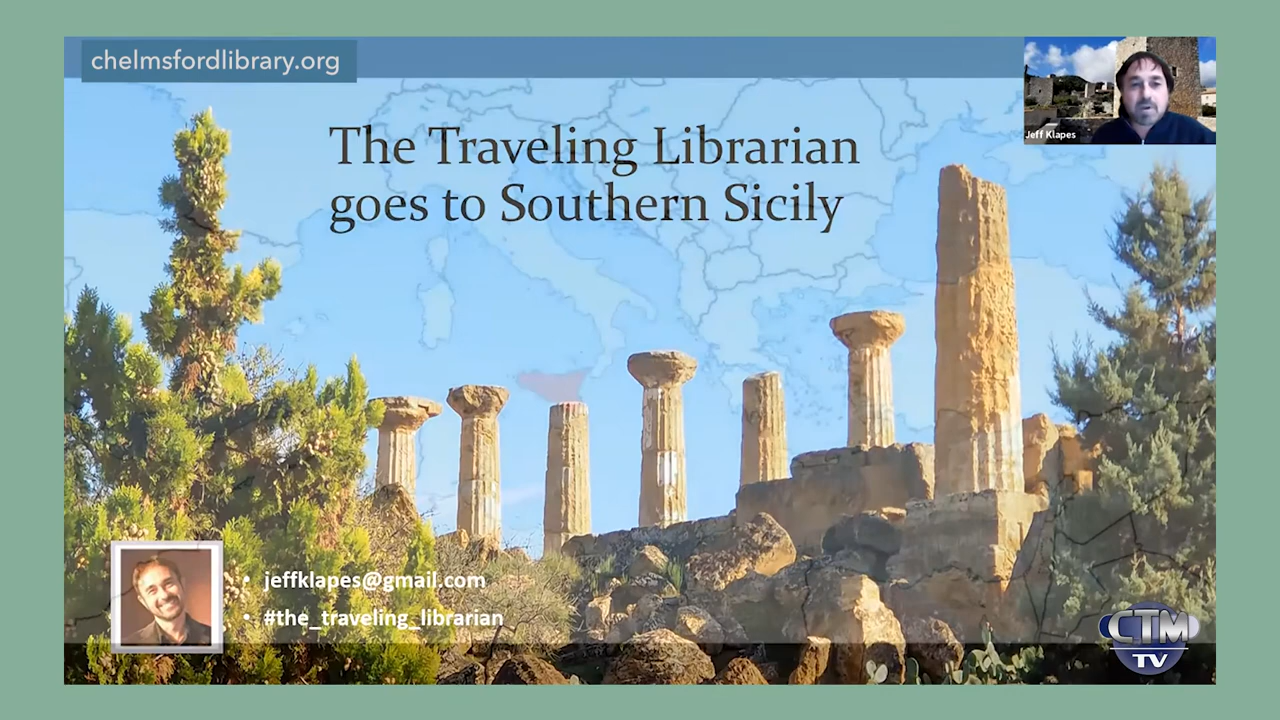 chelmsfordlibrary.org
Jeff Klapes
The Traveling Librarian
goes to Southern Sicily
• jeffklapes@gmail.com
• #the_traveling_librarian
CTM
TV